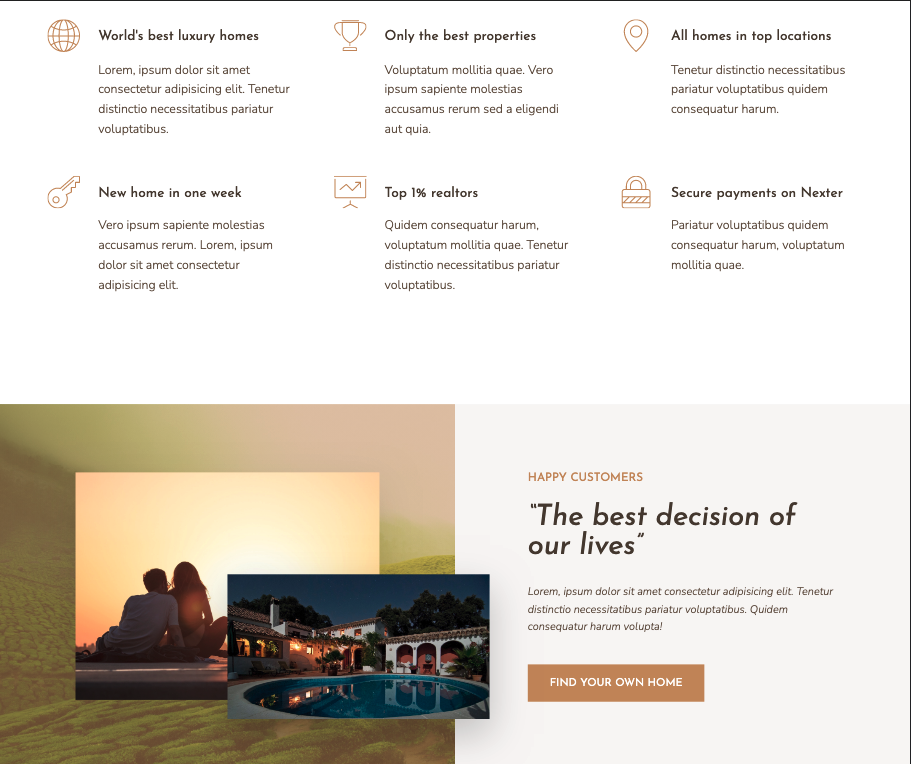 World's best luxury homes
Lorem, ipsum dolor sit amet
consectetur adipisicing elit. Tenetur
distinctio necessitatibus pariatur
voluptatibus.
Only the best properties
Voluptatum mollitia quae. Vero
ipsum sapiente molestias
accusamus rerum sed a eligendi
aut quia.
All homes in top locations
Tenetur distinctio necessitatibus
pariatur voluptatibus quidem
consequatur harum.
New home in one week
Vero ipsum sapiente molestias
accusamus rerum. Lorem, ipsum
dolor sit amet consectetur
adipisicing elit.
Top 1% realtors
Quidem consequatur harum,
voluptatum mollitia quae. Tenetur
distinctio necessitatibus pariatur
voluptatibus.
Secure payments on Nexter
Pariatur voluptatibus quidem
consequatur harum, voluptatum
mollitia quae.
HAPPY CUSTOMERS
“The best decision of
our lives”
Lorem, ipsum dolor sit amet consectetur adipisicing elit. Tenetur
distinctio necessitatibus pariatur voluptatibus. Quidem
consequatur harum volupta!
FIND YOUR OWN HOME